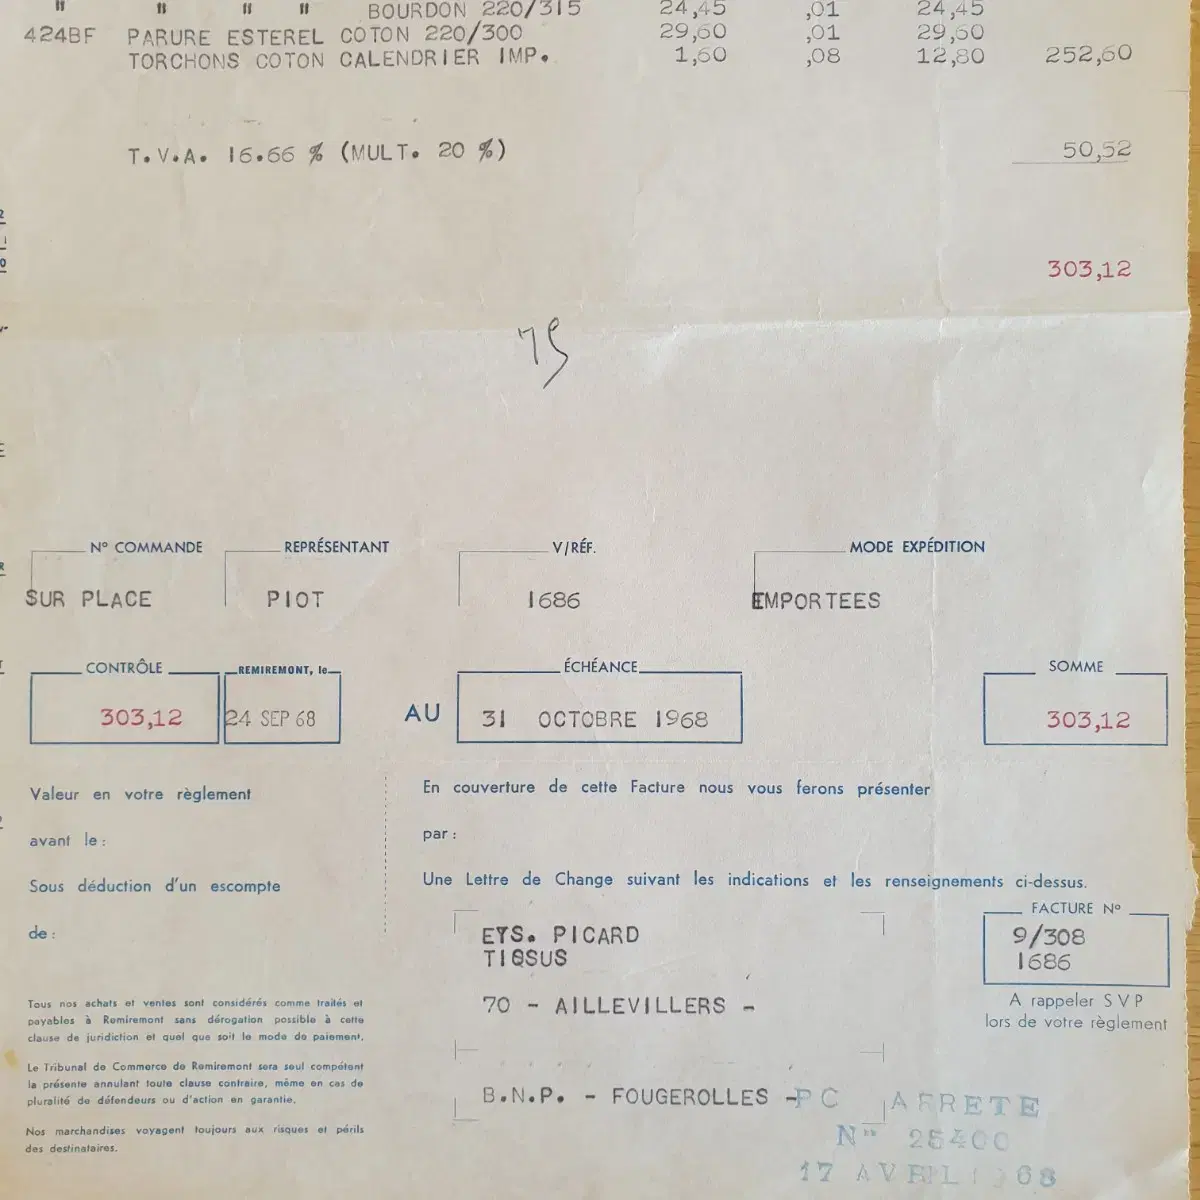 " " " " BOURDON 220/315 24,45 ,01 24,45
424BF PARURE ESTEREL COTON 220/300 29,60 ,01 29,60
TORCHONS COTON CALENDRIER IMP. 1,60 ,08 12,80 252,60
T.V.A. 16.66 % (MULT. 20 %) 50,52
303,12
75
N° COMMANDE REPRÉSENTANT V/RÉF. MODE EXPÉDITION
SUR PLACE PIOT 1686 EMPORTEES
CONTRÔLE REMIREMONT, le ÉCHÉANCE SOMME
303,12 24 SEP 68 AU 31 OCTOBRE 1968 303,12
Valeur en votre règlement
avant le :
Sous déduction d'un escompte
de :
En couverture de cette Facture nous vous ferons présenter
par :
Une Lettre de Change suivant les indications et les renseignements ci-dessus.
FACTURE N°
9/308
1686
A rappeler S V P
lors de votre règlement
ETS. PICARD
TISSUS
70 - AILLEVILLERS -
B.N.P. - FOUGEROLLES -
Tous nos achats et ventes sont considérés comme traités et
payables à Remiremont sans dérogation possible à cette
clause de juridiction et quel que soit le mode de paiement.
Le Tribunal de Commerce de Remiremont sera seul compétent
la présente annulant toute clause contraire, même en cas de
pluralité de défendeurs ou d'action en garantie.
Nos marchandises voyagent toujours aux risques et périls
des destinataires.
PC ARRETE
N° 25400
17 AVRIL 1968